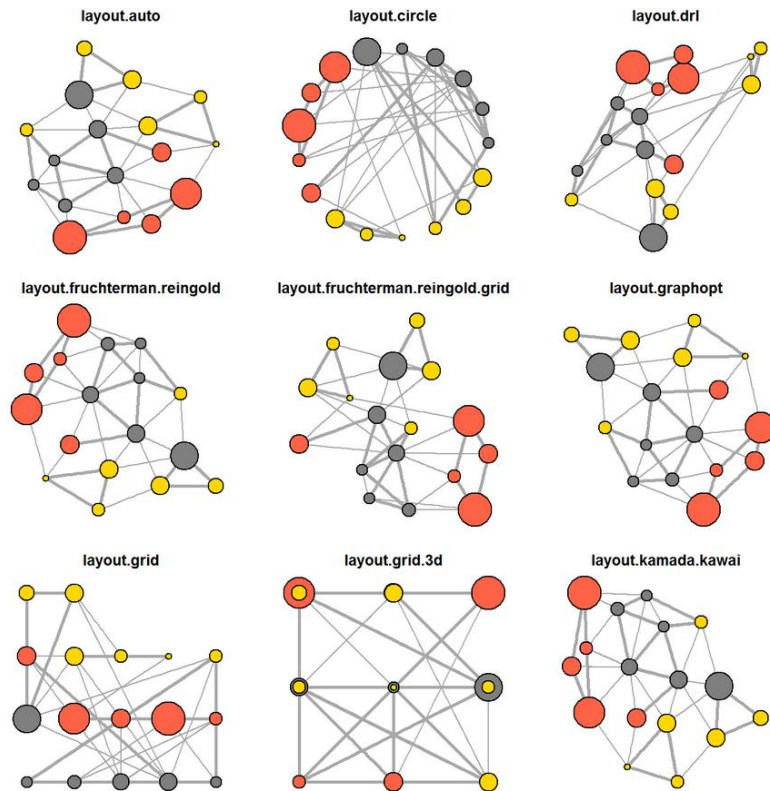 layout.auto
layout.circle
layout.drl
layout.fruchterman.reingold
layout.fruchterman.reingold.grid
layout.graphopt
layout.grid
layout.grid.3d
layout.kamada.kawai